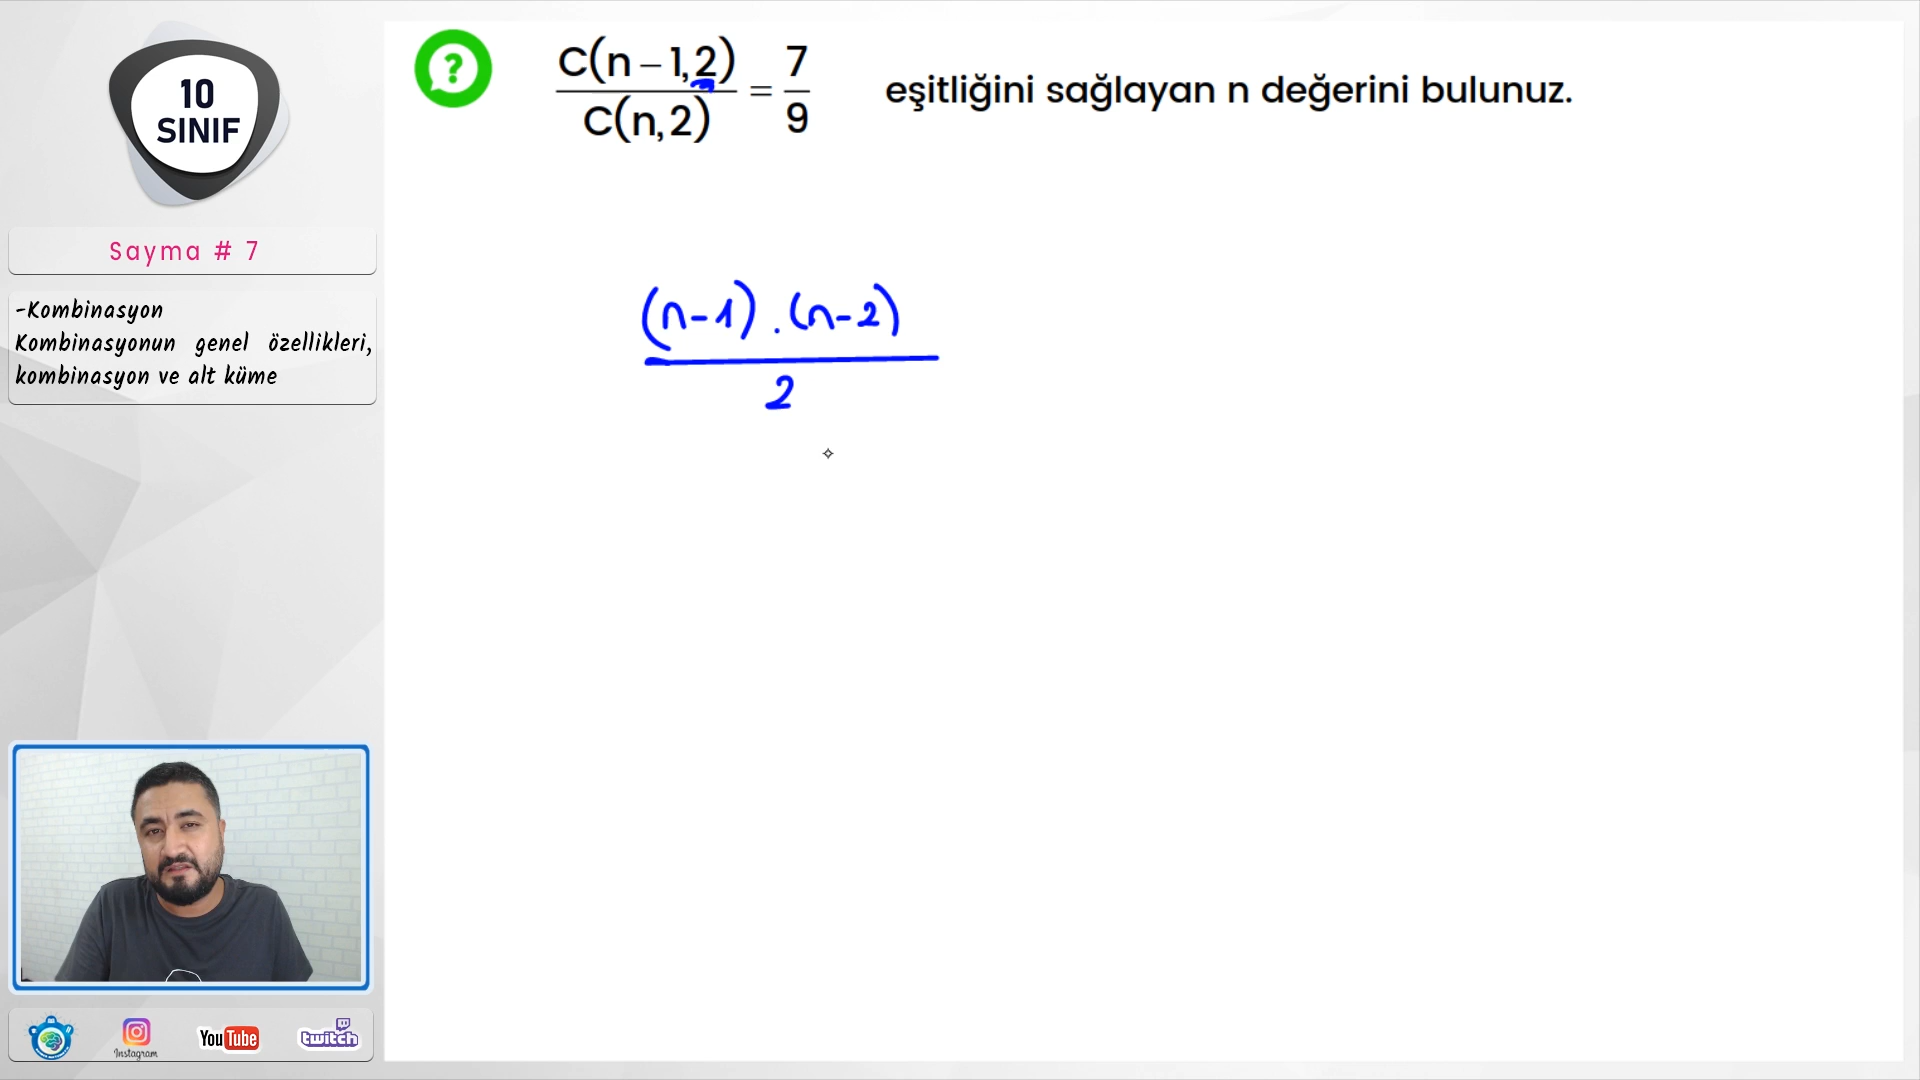 10
SINIF
Sayma # 7
-Kombinasyon
Kombinasyonun genel özellikleri,
kombinasyon ve alt küme
?
C(n-1,2)/C(n,2) = 7/9 eşitliğini sağlayan n değerini bulunuz.
(n-1).(n-2)
2
Instagram
YouTube
twitch